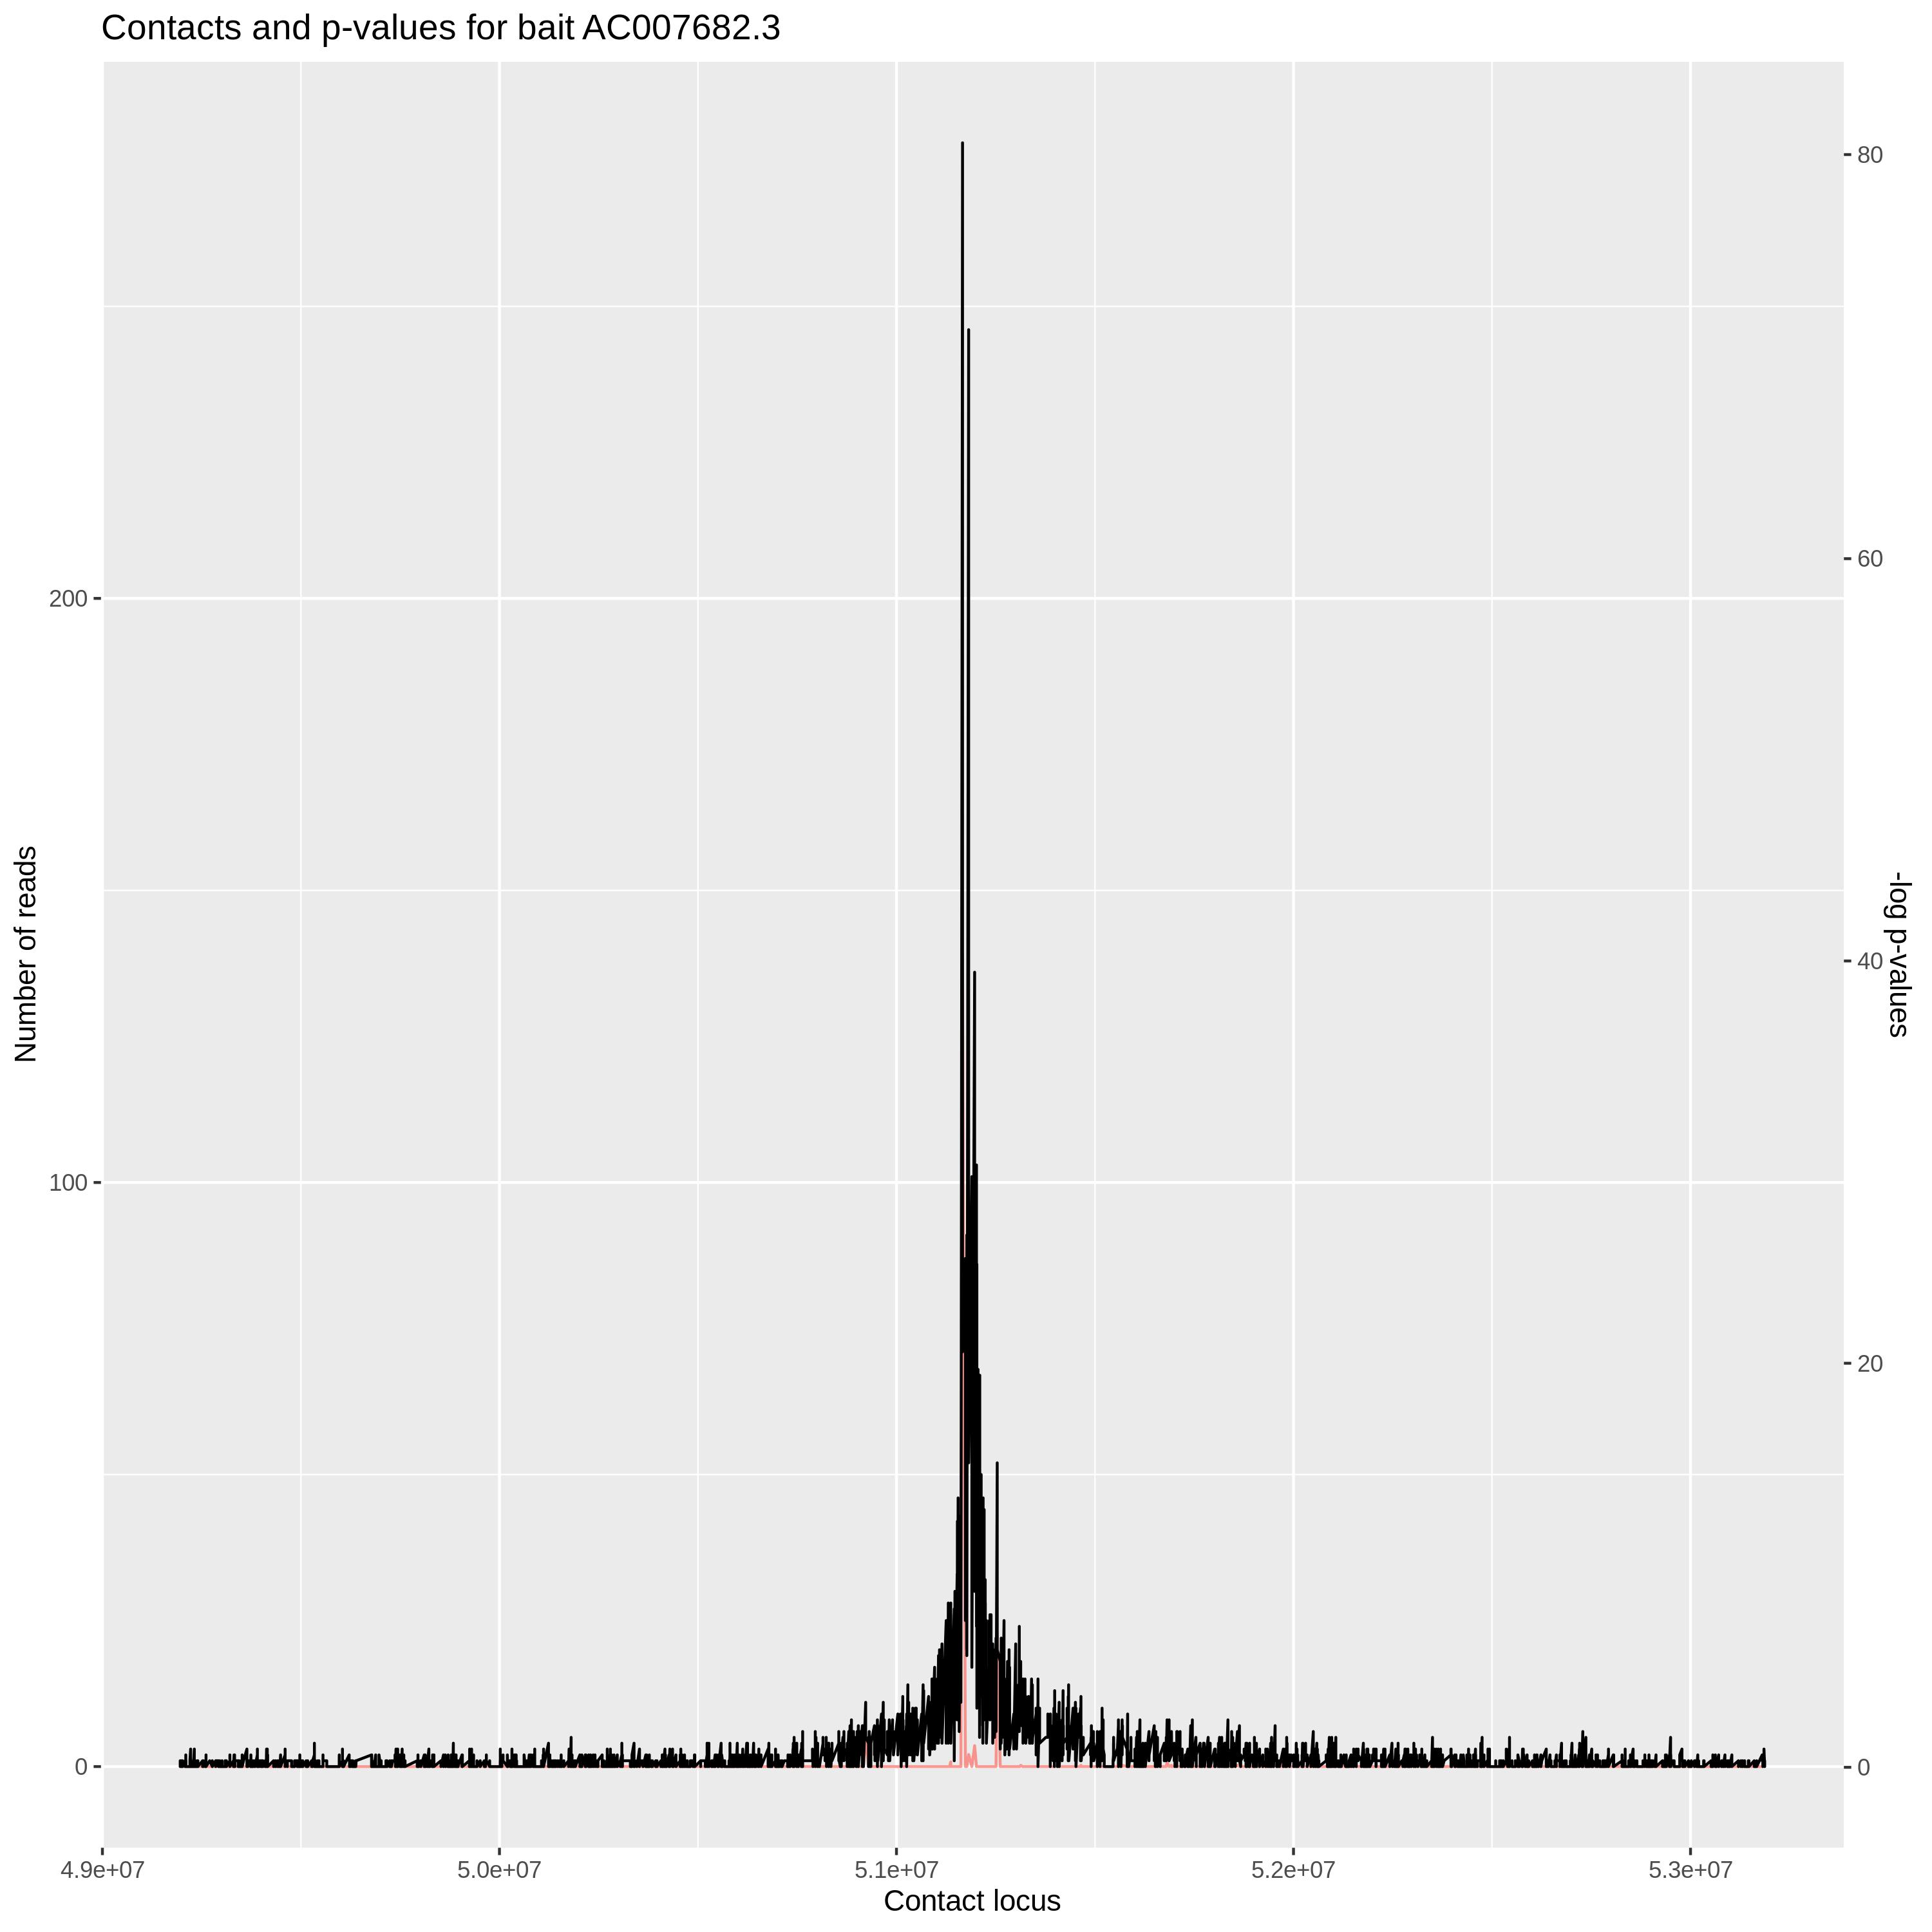 Contacts and p-values for bait AC007682.3
Number of reads
200
100
0
80
60
40
20
0
-log p-values
4.9e+07
5.0e+07
5.1e+07
5.2e+07
5.3e+07
Contact locus